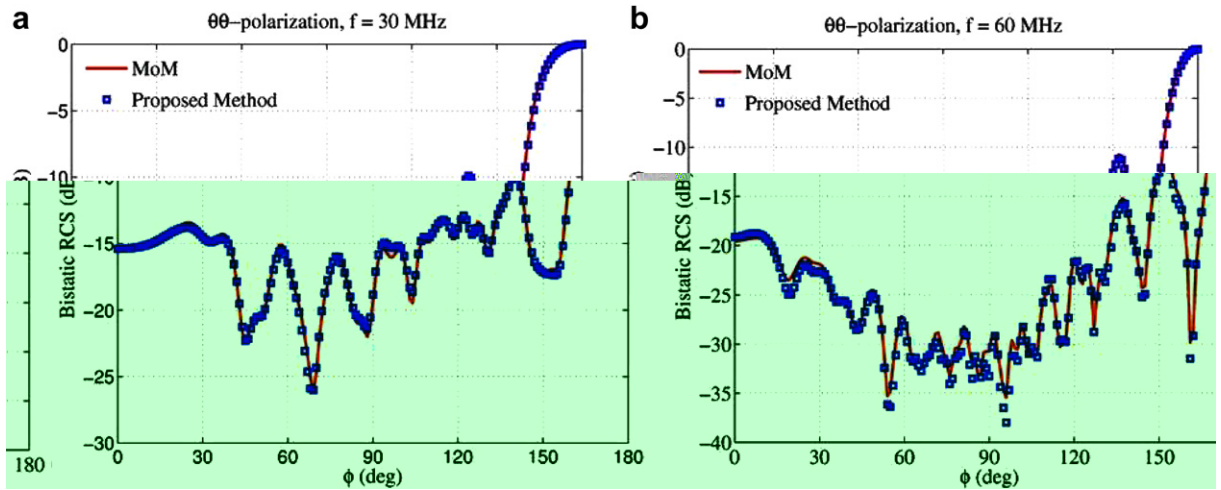 a
θθ-polarization, f = 30 MHz
0
MoM
Proposed Method
−5
−10
−15
−20
−25
−30
Bistatic RCS (dB
180
0
30
60
90
120
150
180
ϕ (deg)
b
θθ-polarization, f = 60 MHz
0
MoM
Proposed Method
−5
−10
−15
−20
−25
−30
−35
−40
Bistatic RCS (dB
0
30
60
90
120
150
ϕ (deg)